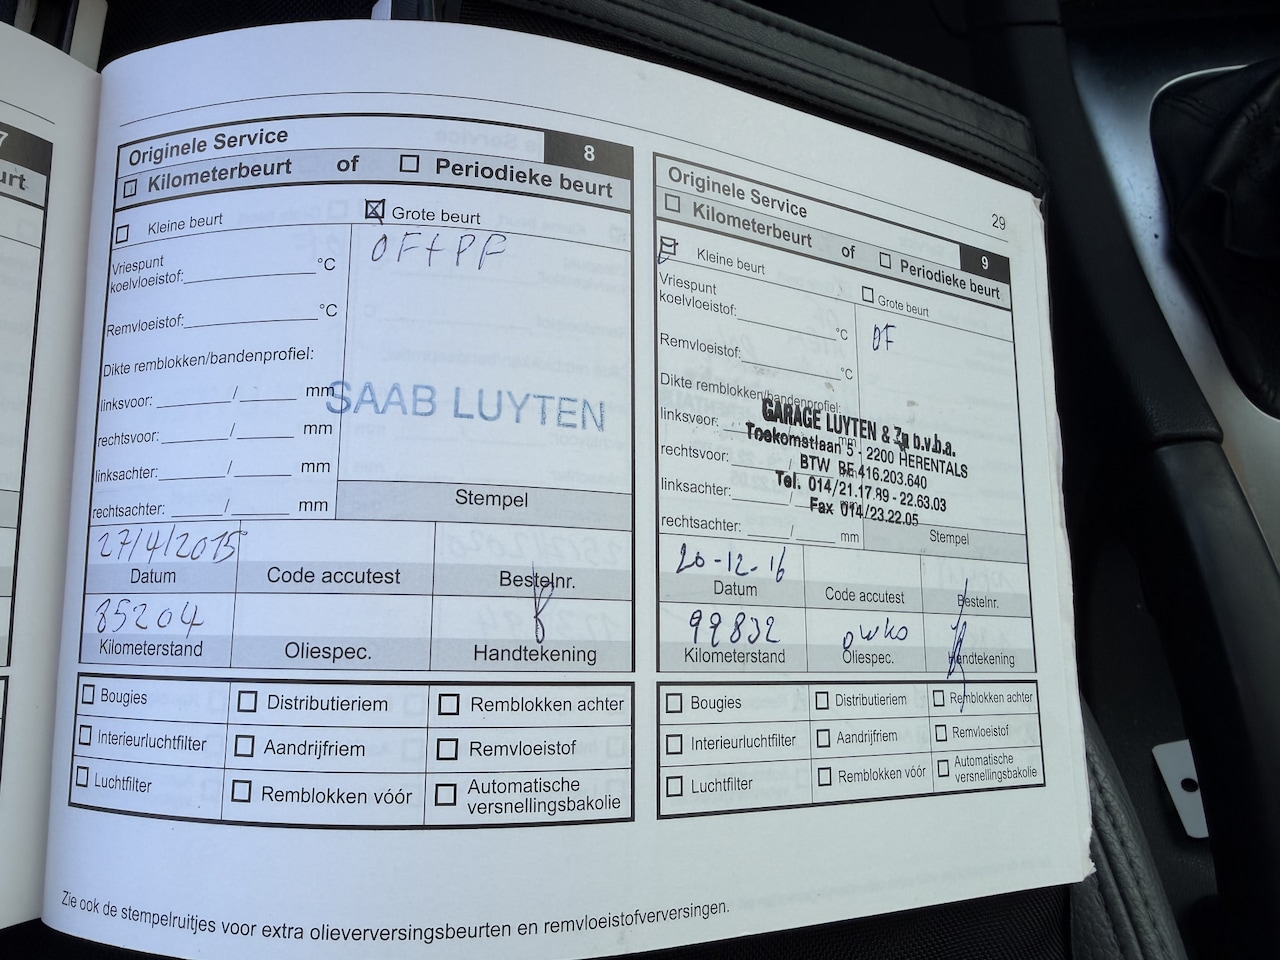 7
urt
29
Originele Service 8
Kilometerbeurt of Periodieke beurt
Kleine beurt Grote beurt
OF+PF
Vriespunt
koelvloeistof: °C
Remvloeistof: °C
Dikte remblokken/bandenprofiel:
linksvoor: / mm
rechtsvoor: / mm
linksachter: / mm
rechtsachter: / mm
SAAB LUYTEN
Stempel
27/4/2015
Datum Code accutest Bestelnr.
85204
Kilometerstand Oliespec. Handtekening
Bougies Distributieriem Remblokken achter
Interieurluchtfilter Aandrijfriem Remvloeistof
Luchtfilter Remblokken vóór Automatische
versnellingsbakolie
Originele Service 9
Kilometerbeurt of Periodieke beurt
Kleine beurt Grote beurt
OF
Vriespunt
koelvloeistof: °C
Remvloeistof: °C
Dikte remblokken/bandenprofiel:
linksvoor: / mm
rechtsvoor: / mm
linksachter: /
rechtsachter: / mm
GARAGE LUYTEN & Zn b.v.b.a.
Toekomstlaan 5 - 2200 HERENTALS
BTW BE 416.203.640
Tel. 014/21.17.89 - 22.63.03
Fax 014/23.22.05
Stempel
20-12-16
Datum Code accutest Bestelnr.
99832
Kilometerstand Oliespec. Handtekening
Bougies Distributieriem Remblokken achter
Interieurluchtfilter Aandrijfriem Remvloeistof
Luchtfilter Remblokken vóór Automatische
versnellingsbakolie
Zie ook de stempelruitjes voor extra olieverversingsbeurten en remvloeistofverversingen.